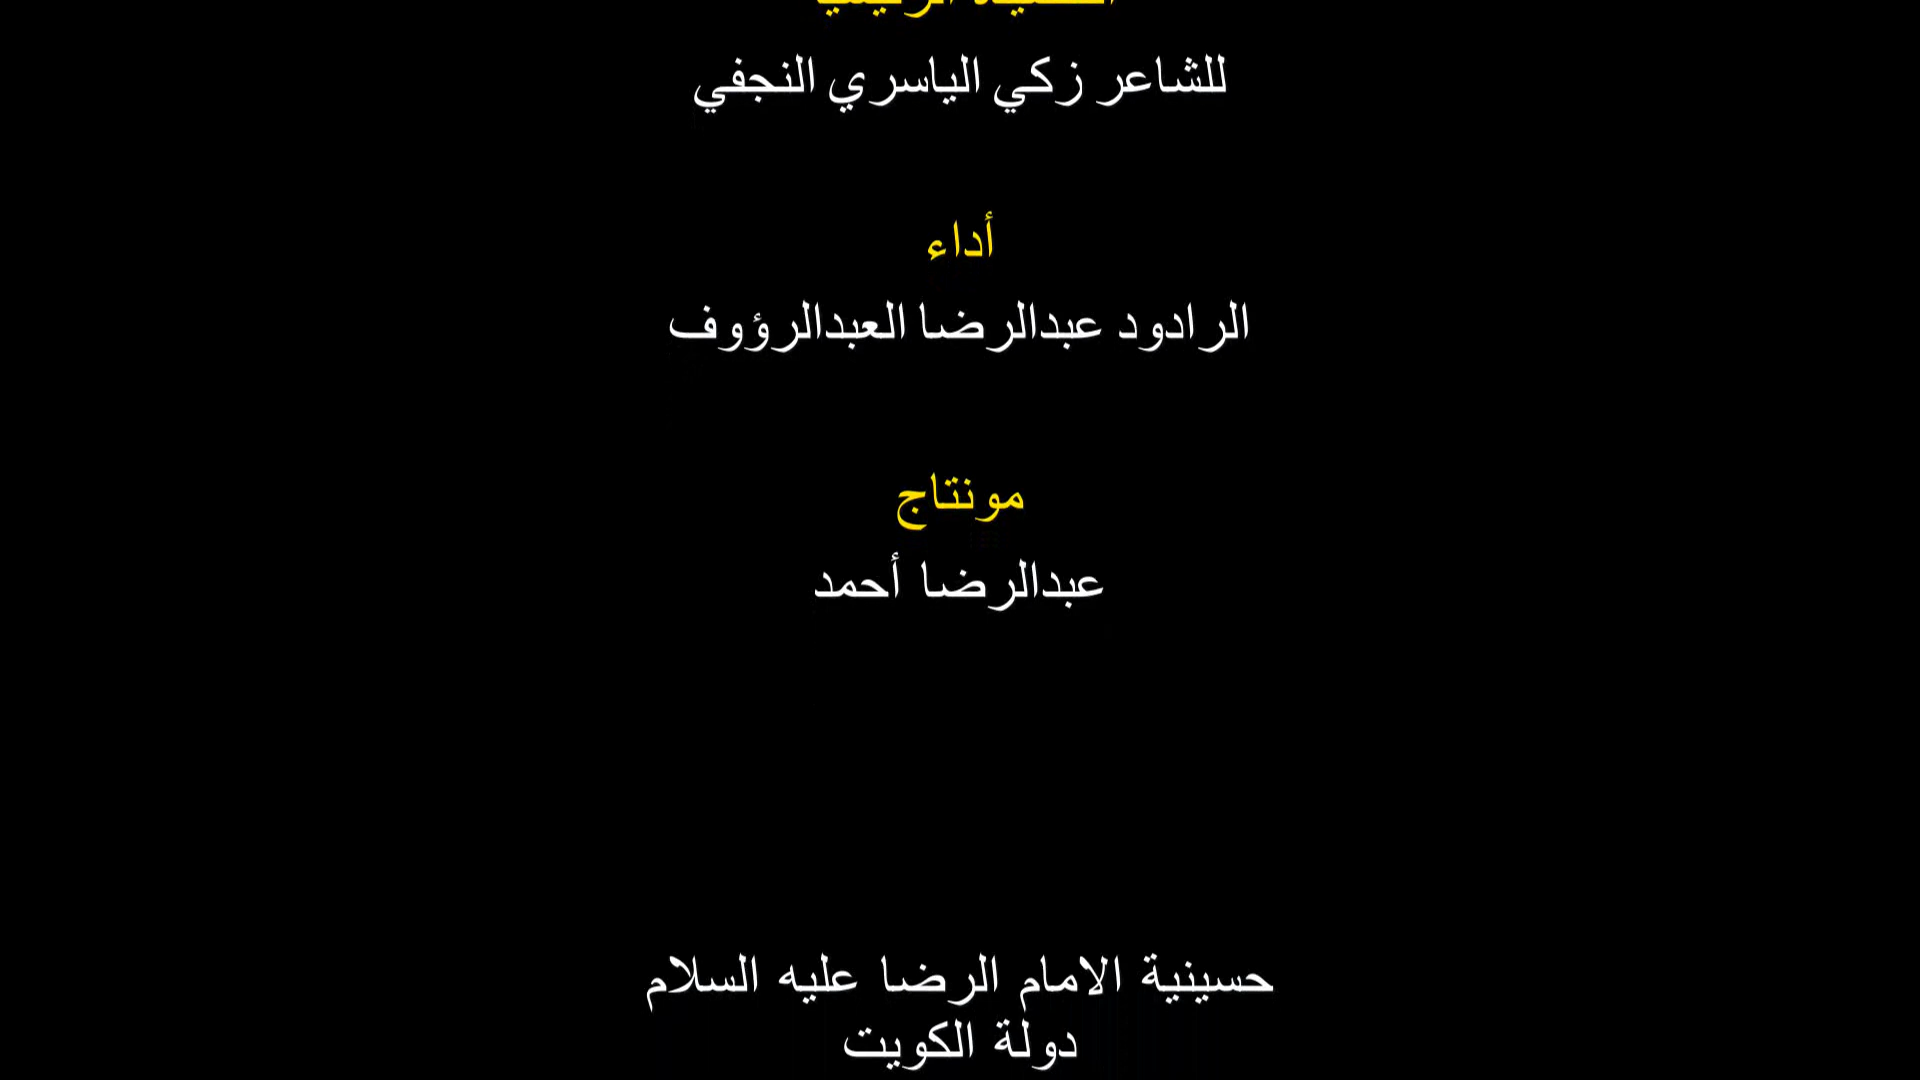 للشاعر زكي الياسري النجفي
أداء
الرادود عبدالرضا العبدالرؤوف
مونتاج
عبدالرضا أحمد
حسينية الامام الرضا عليه السلام
دولة الكويت